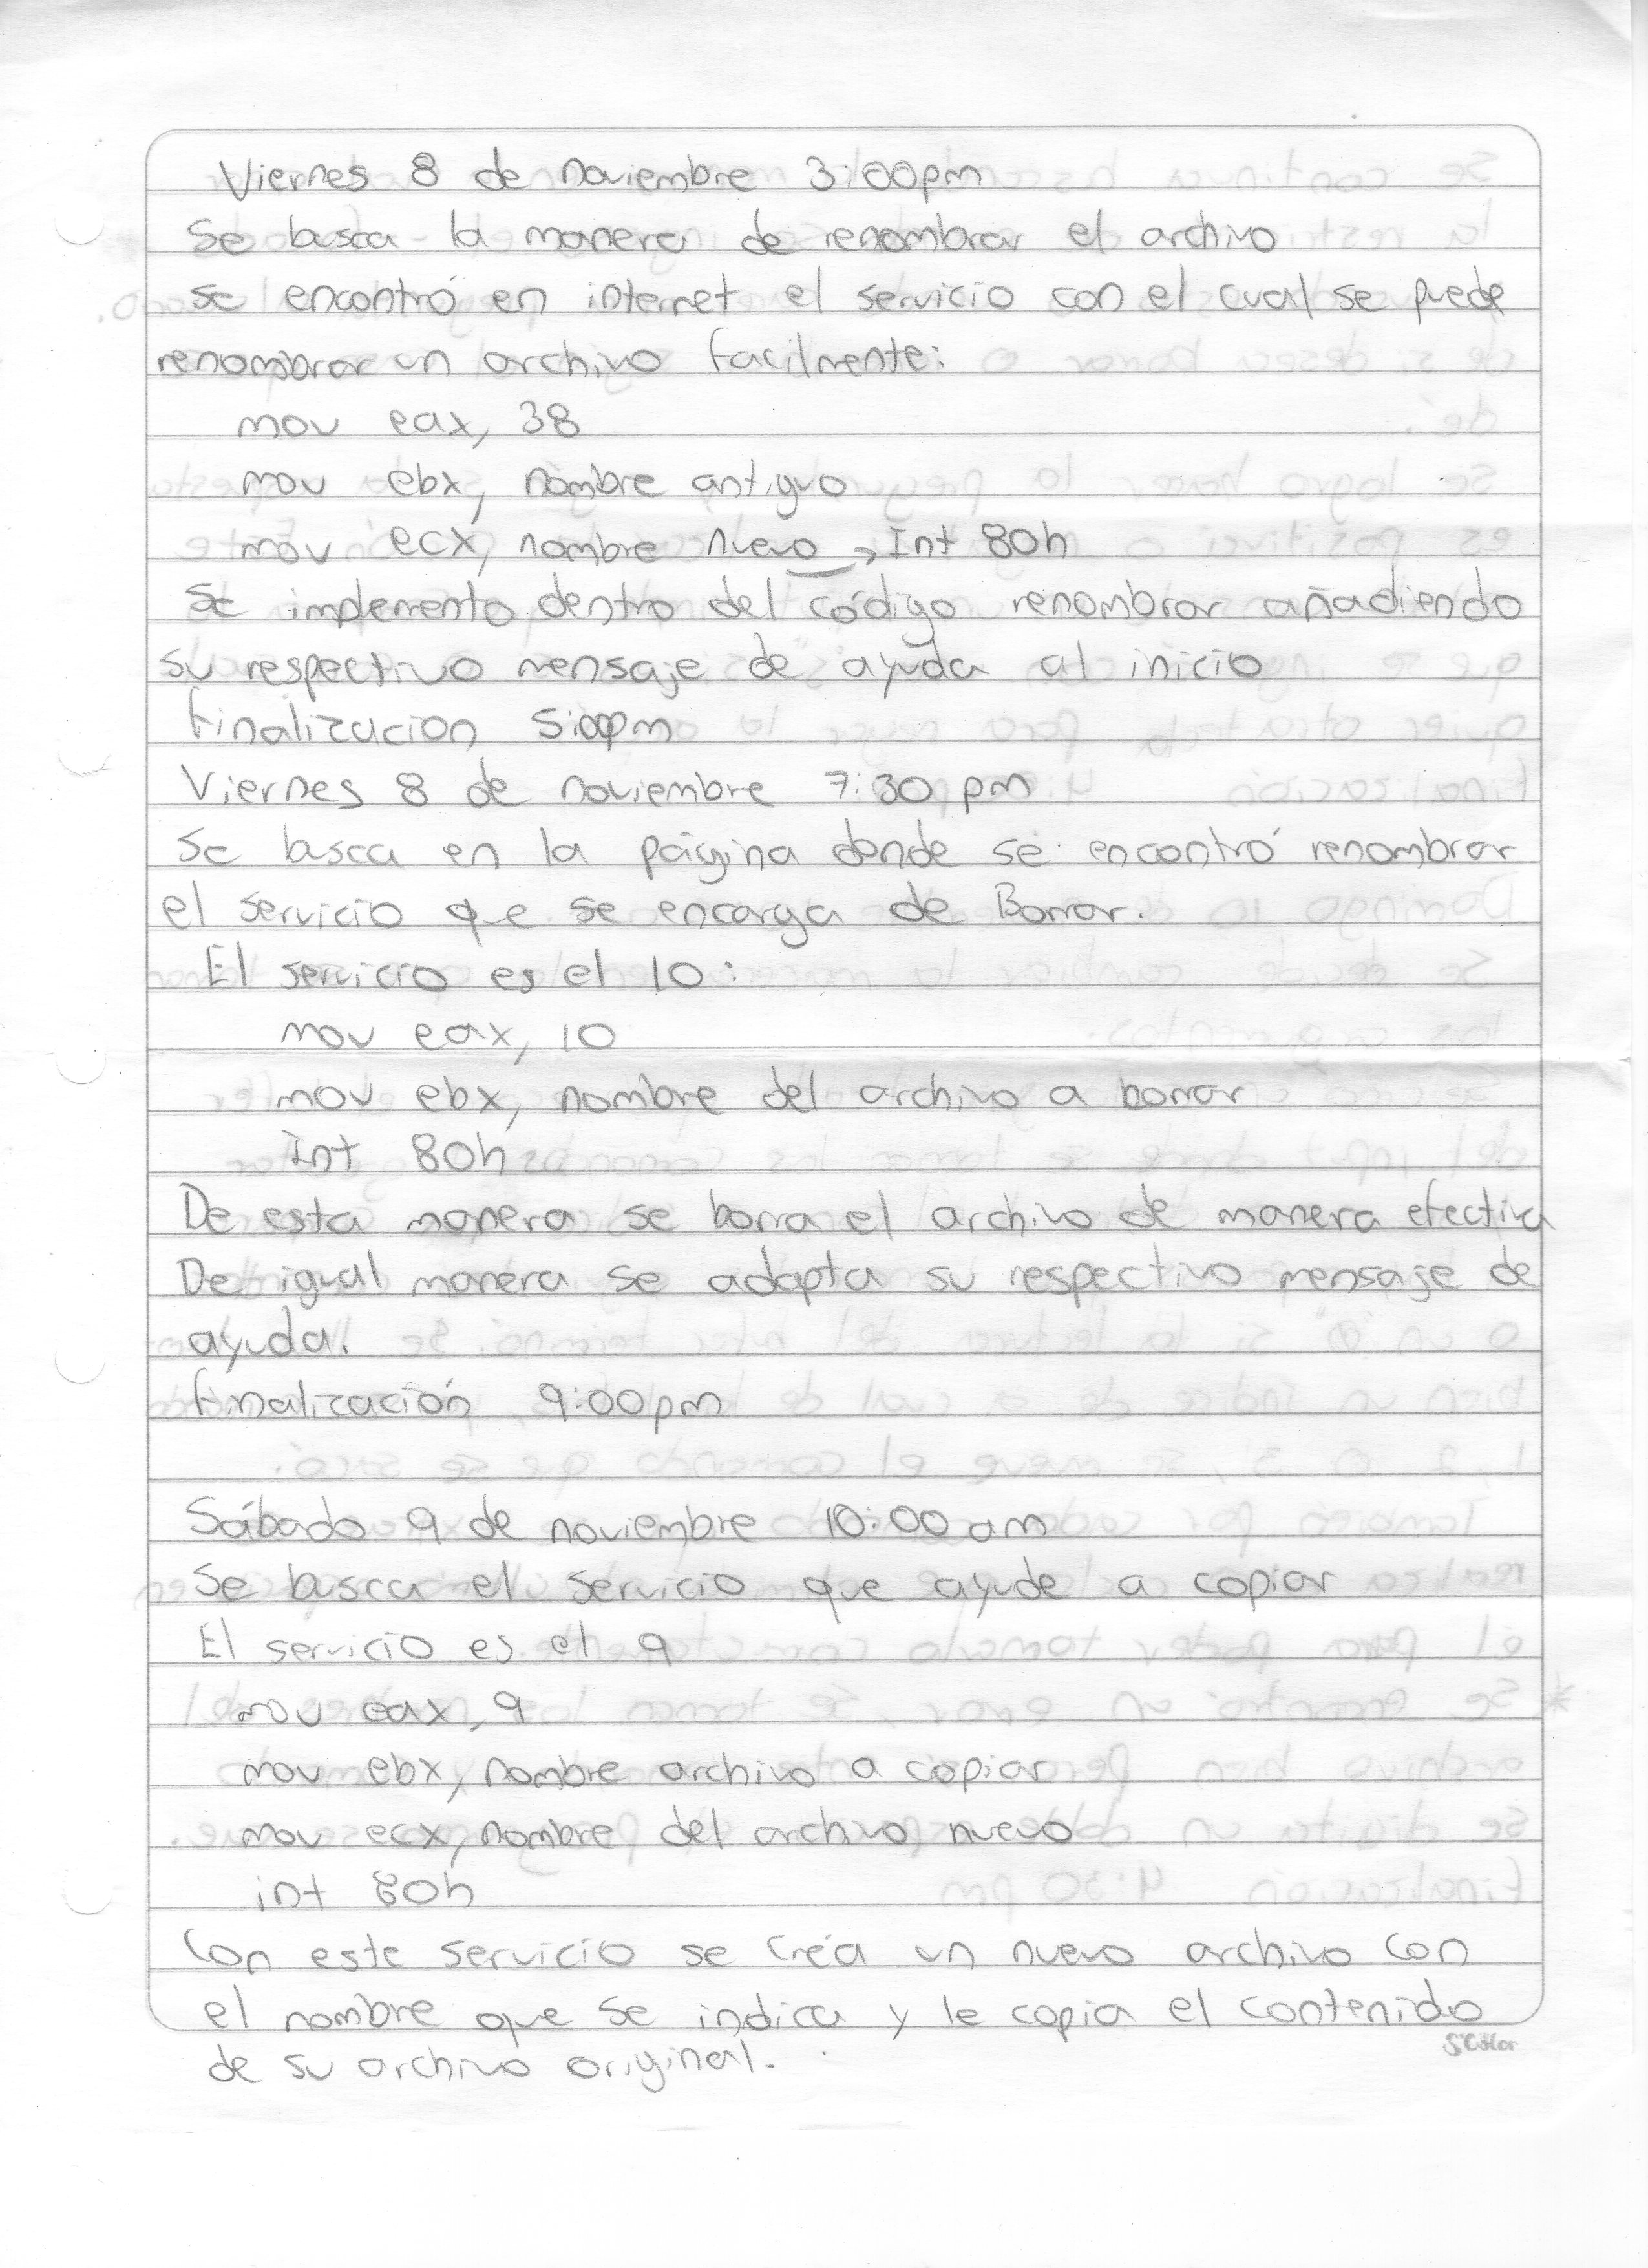 Viernes 8 de noviembre 3:00pm
Se busca la manera de renombrar el archivo
se encontró en internet el servicio con el cual se puede
renombrar un archivo facilmente:
mov eax, 38
mov ebx, nombre antiguo
mov ecx, nombre nuevo → Int 80h
Se implemento dentro del código renombrar añadiendo
su respectivo mensaje de ayuda al inicio
Finalizacion 5:00pm
Viernes 8 de noviembre 7:30 pm
Se busca en la página donde se encontró renombrar
el servicio que se encarga de Borrar.
El servicio es el 10:
mov eax, 10
mov ebx, nombre del archivo a borrar
Int 80h
De esta manera se borra el archivo de manera efectiva
De igual manera se adapta su respectivo mensaje de
ayuda.
Finalización 9:00pm
Sábado 9 de noviembre 10:00 am
Se busca el servicio que ayude a copiar
El servicio es el 9
mov eax, 9
mov ebx, nombre archivo a copiar
mov ecx, nombre del archivo nuevo
int 80h
Con este servicio se crea un nuevo archivo con
el nombre que se indica y le copia el contenido
de su archivo original.